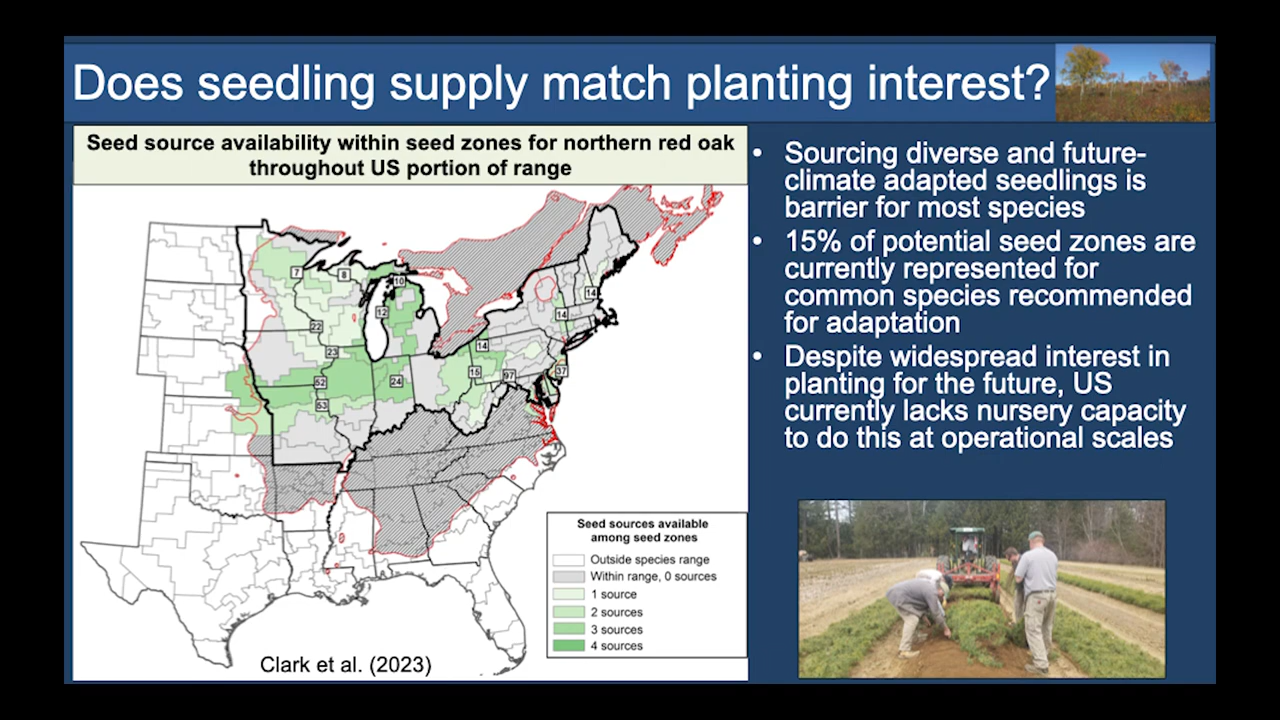 Does seedling supply match planting interest?
Seed source availability within seed zones for northern red oak
throughout US portion of range
7
8
10
12
14
14
22
23
14
15
97
37
52
24
53
Seed sources available
among seed zones
Outside species range
Within range, 0 sources
1 source
2 sources
3 sources
4 sources
Clark et al. (2023)
• Sourcing diverse and future-
climate adapted seedlings is
barrier for most species
• 15% of potential seed zones are
currently represented for
common species recommended
for adaptation
• Despite widespread interest in
planting for the future, US
currently lacks nursery capacity
to do this at operational scales